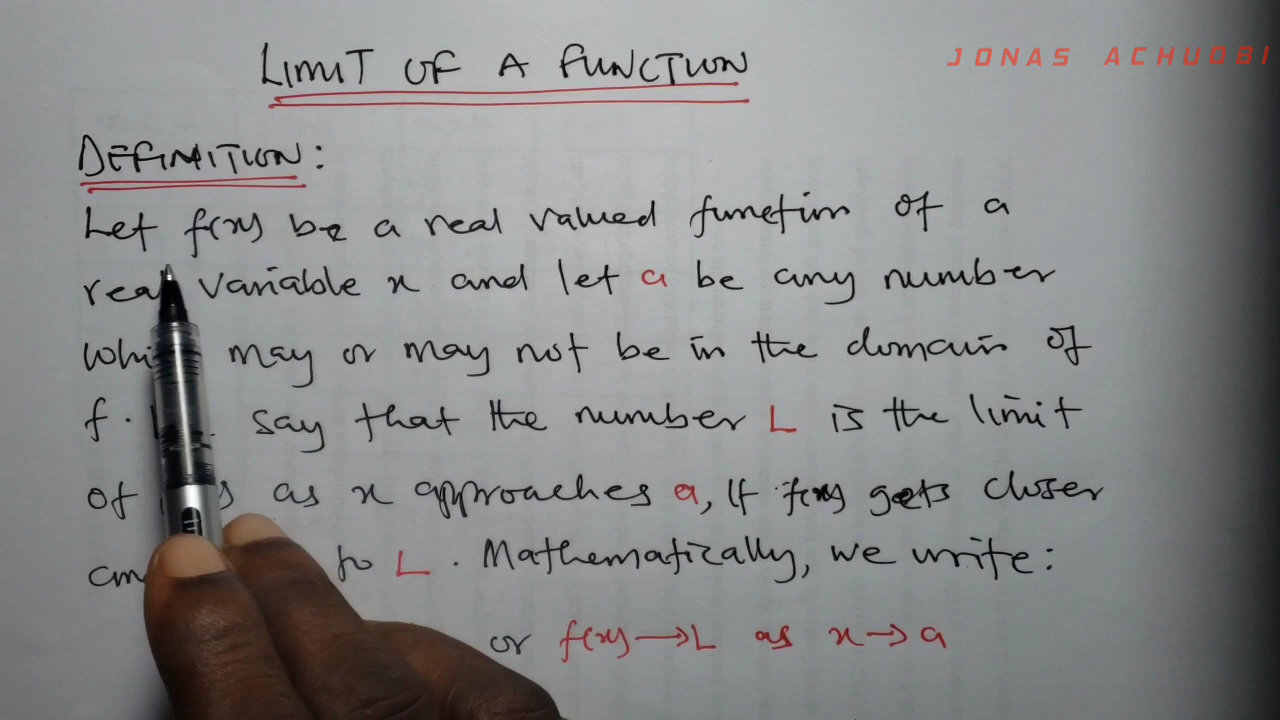 LIMIT OF A FUNCTION
JONAS ACHUOBI
DEFINITION:
Let f(x) be a real valued function of a
real variable x and let a be any number
may or may not be in the domain of
f. say that the number L is the limit
of as x approaches a, if f(x) gets closer
to L. Mathematically, we write:
or f(x) → L as x → a